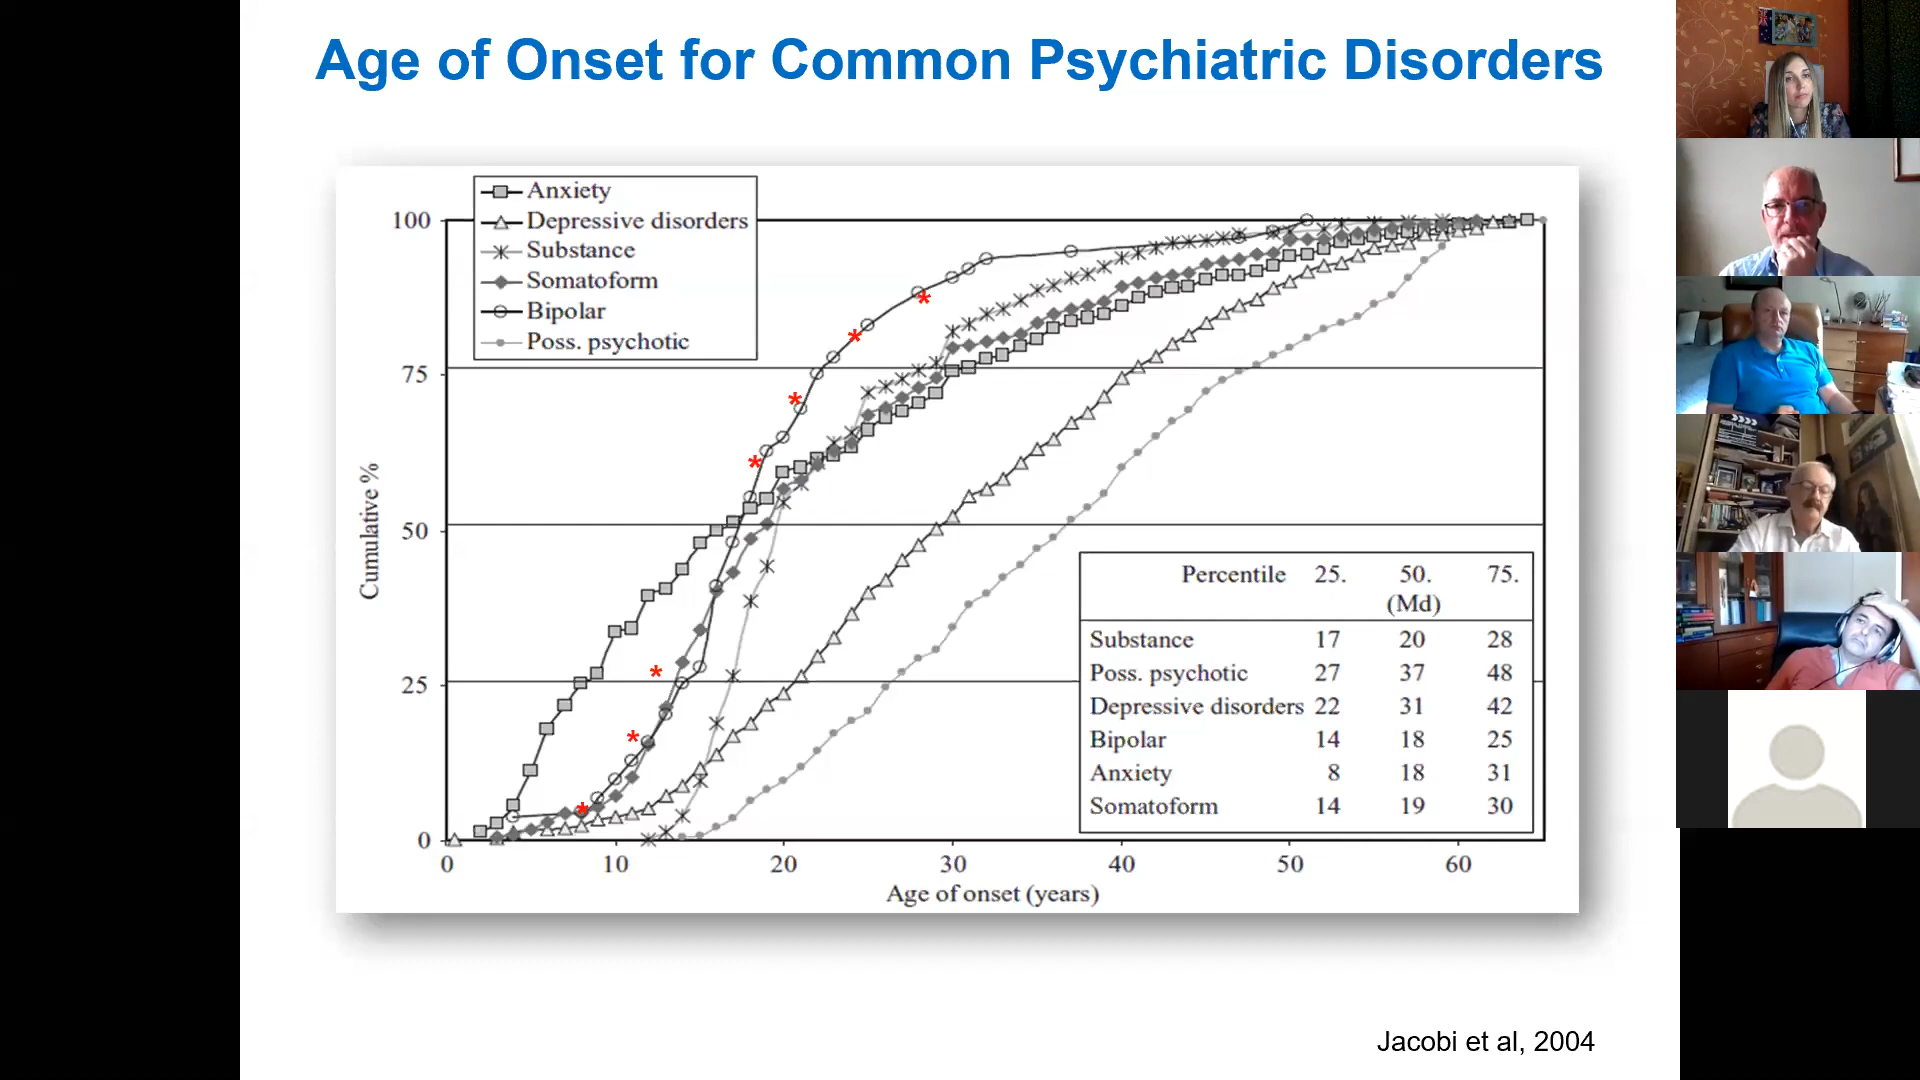 Age of Onset for Common Psychiatric Disorders
Anxiety
Depressive disorders
Substance
Somatoform
Bipolar
Poss. psychotic
100
75
50
25
0
Cumulative %
0 10 20 30 40 50 60
Age of onset (years)
Percentile 25. 50. 75.
(Md)
Substance 17 20 28
Poss. psychotic 27 37 48
Depressive disorders 22 31 42
Bipolar 14 18 25
Anxiety 8 18 31
Somatoform 14 19 30
Jacobi et al, 2004